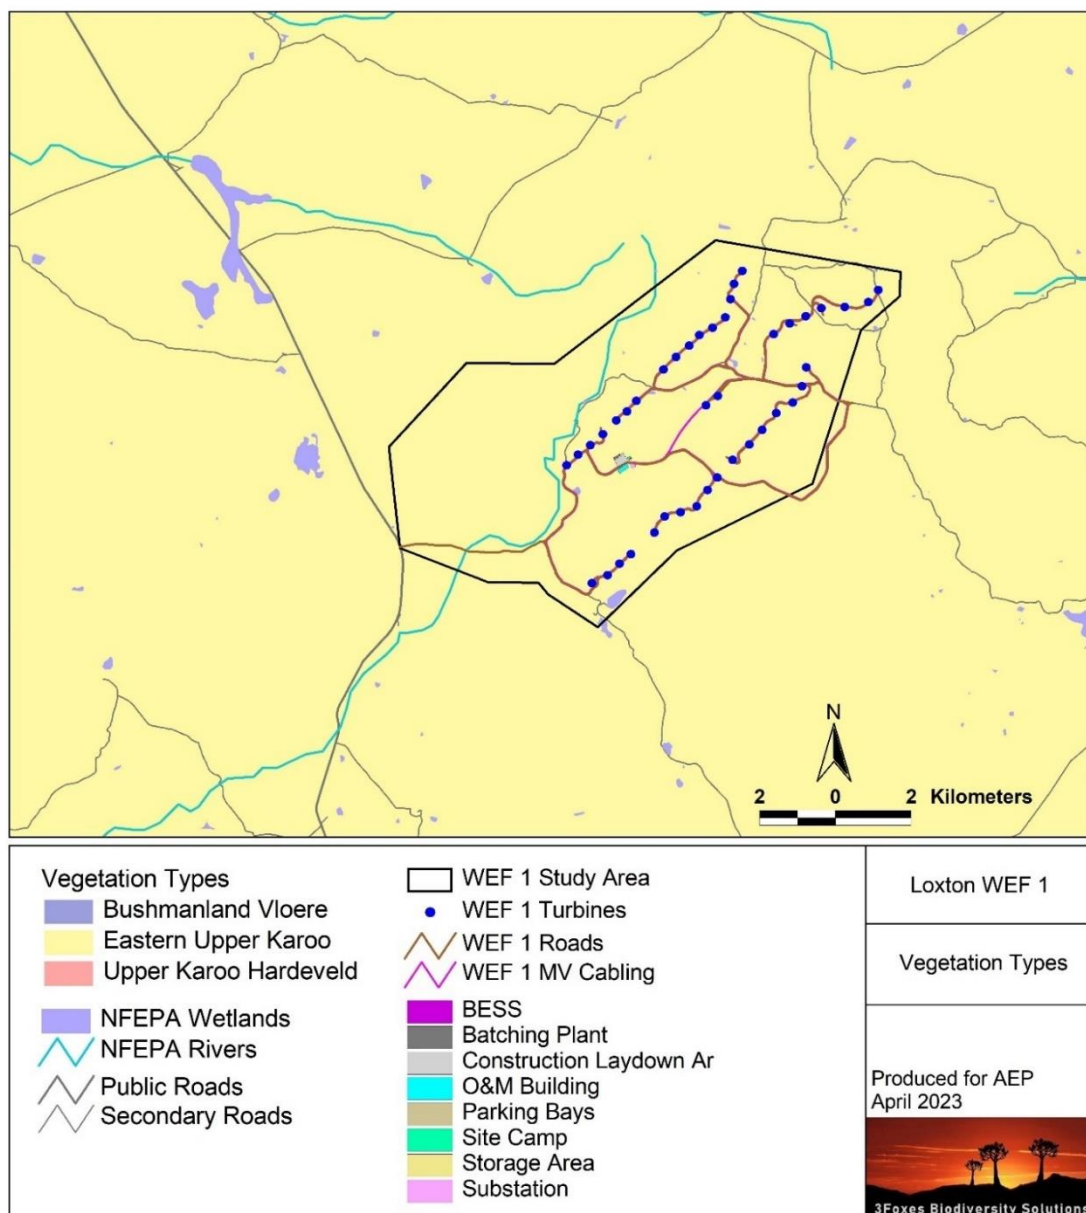 N
2 0 2 Kilometers
Vegetation Types
Bushmanland Vloere
Eastern Upper Karoo
Upper Karoo Hardeveld
NFEPA Wetlands
NFEPA Rivers
Public Roads
Secondary Roads
WEF 1 Study Area
WEF 1 Turbines
WEF 1 Roads
WEF 1 MV Cabling
BESS
Batching Plant
Construction Laydown Ar
O&M Building
Parking Bays
Site Camp
Storage Area
Substation
Loxton WEF 1
Vegetation Types
Produced for AEP
April 2023
3Foxes Biodiversity Solutions